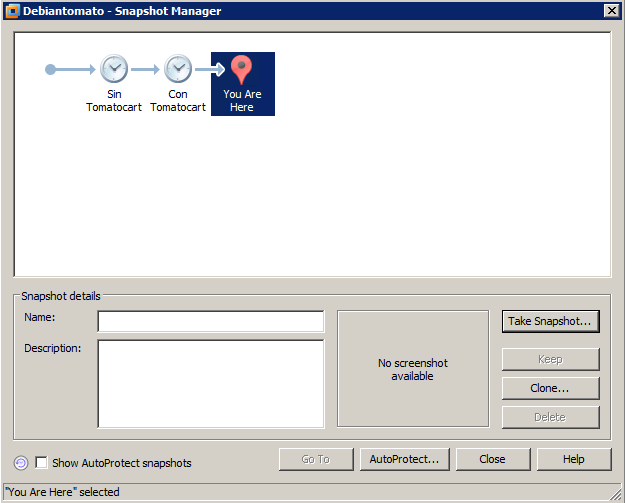 Debiantomato - Snapshot Manager
Sin
Tomatocart
Con
Tomatocart
You Are
Here
Snapshot details
Name:
Description:
No screenshot
available
Take Snapshot...
Keep
Clone...
Delete
Show AutoProtect snapshots
Go To
AutoProtect...
Close
Help
"You Are Here" selected